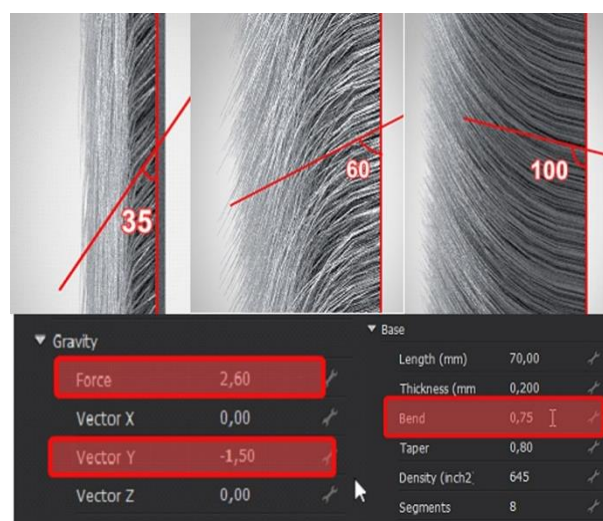 35
60
100
Gravity
Force 2,60
Vector X 0,00
Vector Y -1,50
Vector Z 0,00
Base
Length (mm) 70,00
Thickness (mm 0,200
Bend 0,75
Taper 0,80
Density (inch2 645
Segments 8